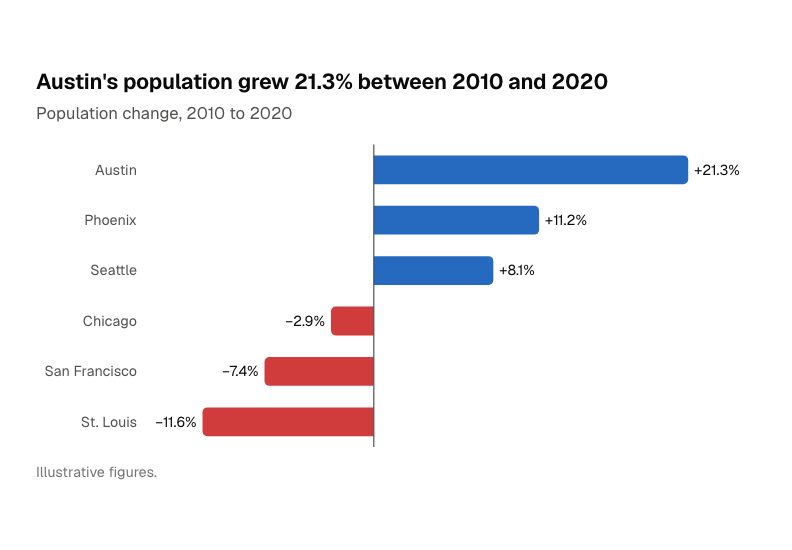 Austin's population grew 21.3% between 2010 and 2020
Population change, 2010 to 2020
Austin +21.3%
Phoenix +11.2%
Seattle +8.1%
Chicago −2.9%
San Francisco −7.4%
St. Louis −11.6%
Illustrative figures.